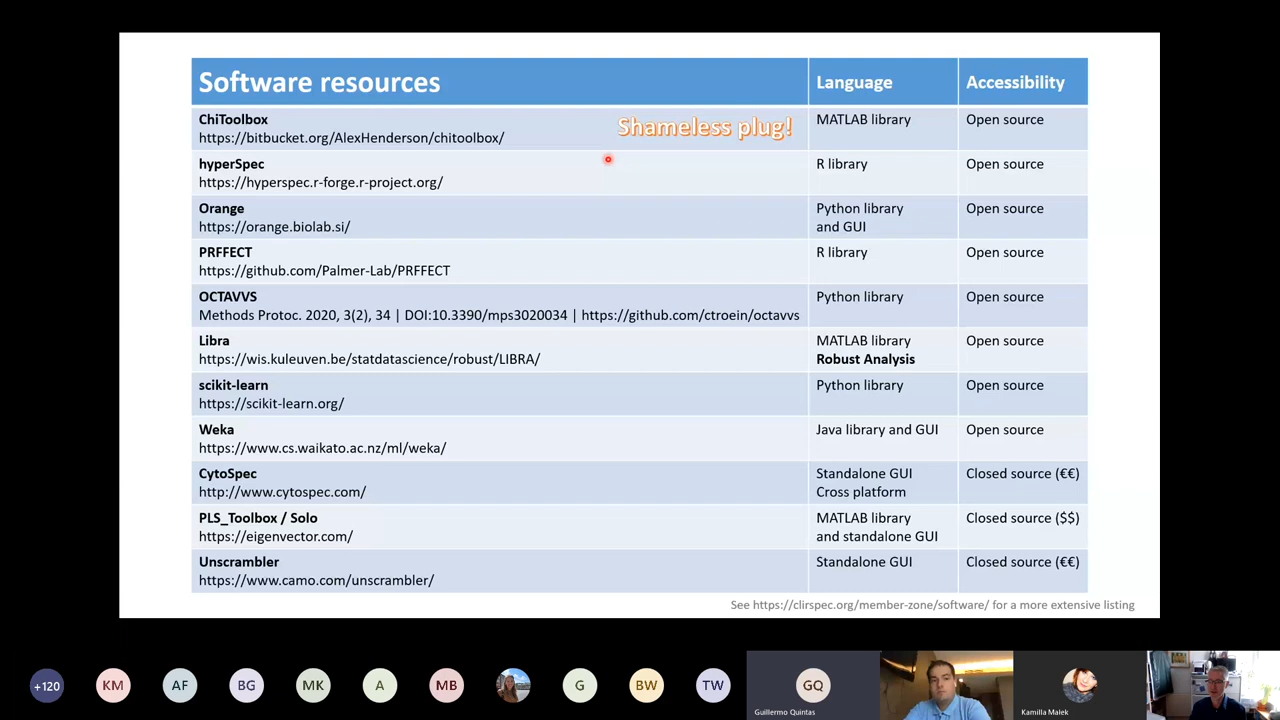 Software resources
Language
Accessibility
ChiToolbox
https://bitbucket.org/AlexHenderson/chitoolbox/
Shameless plug!
MATLAB library
Open source
hyperSpec
https://hyperspec.r-forge.r-project.org/
R library
Open source
Orange
https://orange.biolab.si/
Python library
and GUI
Open source
PRFFECT
https://github.com/Palmer-Lab/PRFFECT
R library
Open source
OCTAVVS
Methods Protoc. 2020, 3(2), 34 | DOI:10.3390/mps3020034 | https://github.com/ctroein/octavvs
Python library
Open source
Libra
https://wis.kuleuven.be/statdatascience/robust/LIBRA/
MATLAB library
Robust Analysis
Open source
scikit-learn
https://scikit-learn.org/
Python library
Open source
Weka
https://www.cs.waikato.ac.nz/ml/weka/
Java library and GUI
Open source
CytoSpec
http://www.cytospec.com/
Standalone GUI
Cross platform
Closed source (€€)
PLS_Toolbox / Solo
https://eigenvector.com/
MATLAB library
and standalone GUI
Closed source ($$)
Unscrambler
https://www.camo.com/unscrambler/
Standalone GUI
Closed source (€€)
See https://clirspec.org/member-zone/software/ for a more extensive listing
+120
KM
AF
BG
MK
A
MB
G
BW
TW
GQ
Guillermo Quintas
Kamilla Małek